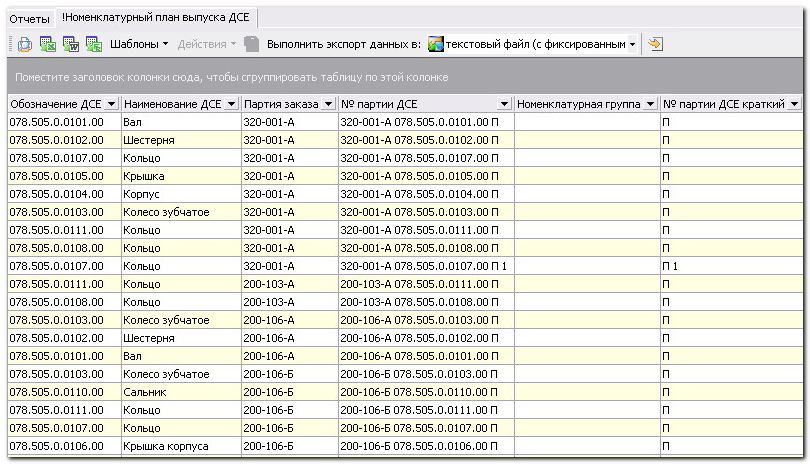 Отчеты !Номенклатурный план выпуска ДСЕ
Шаблоны Действия Выполнить экспорт данных в: текстовый файл (с фиксированным
Поместите заголовок колонки сюда, чтобы сгруппировать таблицу по этой колонке
Обозначение ДСЕ Наименование ДСЕ Партия заказа № партии ДСЕ Номенклатурная группа № партии ДСЕ краткий
078.505.0.0101.00 Вал 320-001-А 320-001-А 078.505.0.0101.00 П П
078.505.0.0102.00 Шестерня 320-001-А 320-001-А 078.505.0.0102.00 П П
078.505.0.0107.00 Кольцо 320-001-А 320-001-А 078.505.0.0107.00 П П
078.505.0.0105.00 Крышка 320-001-А 320-001-А 078.505.0.0105.00 П П
078.505.0.0104.00 Корпус 320-001-А 320-001-А 078.505.0.0104.00 П П
078.505.0.0103.00 Колесо зубчатое 320-001-А 320-001-А 078.505.0.0103.00 П П
078.505.0.0111.00 Кольцо 320-001-А 320-001-А 078.505.0.0111.00 П П
078.505.0.0108.00 Кольцо 320-001-А 320-001-А 078.505.0.0108.00 П П
078.505.0.0107.00 Кольцо 320-001-А 320-001-А 078.505.0.0107.00 П 1 П 1
078.505.0.0111.00 Кольцо 200-103-А 200-103-А 078.505.0.0111.00 П П
078.505.0.0108.00 Кольцо 200-103-А 200-103-А 078.505.0.0108.00 П П
078.505.0.0103.00 Колесо зубчатое 200-106-А 200-106-А 078.505.0.0103.00 П П
078.505.0.0102.00 Шестерня 200-106-А 200-106-А 078.505.0.0102.00 П П
078.505.0.0101.00 Вал 200-106-А 200-106-А 078.505.0.0101.00 П П
078.505.0.0103.00 Колесо зубчатое 200-106-Б 200-106-Б 078.505.0.0103.00 П П
078.505.0.0110.00 Сальник 200-106-Б 200-106-Б 078.505.0.0110.00 П П
078.505.0.0111.00 Кольцо 200-106-Б 200-106-Б 078.505.0.0111.00 П П
078.505.0.0107.00 Кольцо 200-106-Б 200-106-Б 078.505.0.0107.00 П П
078.505.0.0106.00 Крышка корпуса 200-106-Б 200-106-Б 078.505.0.0106.00 П П